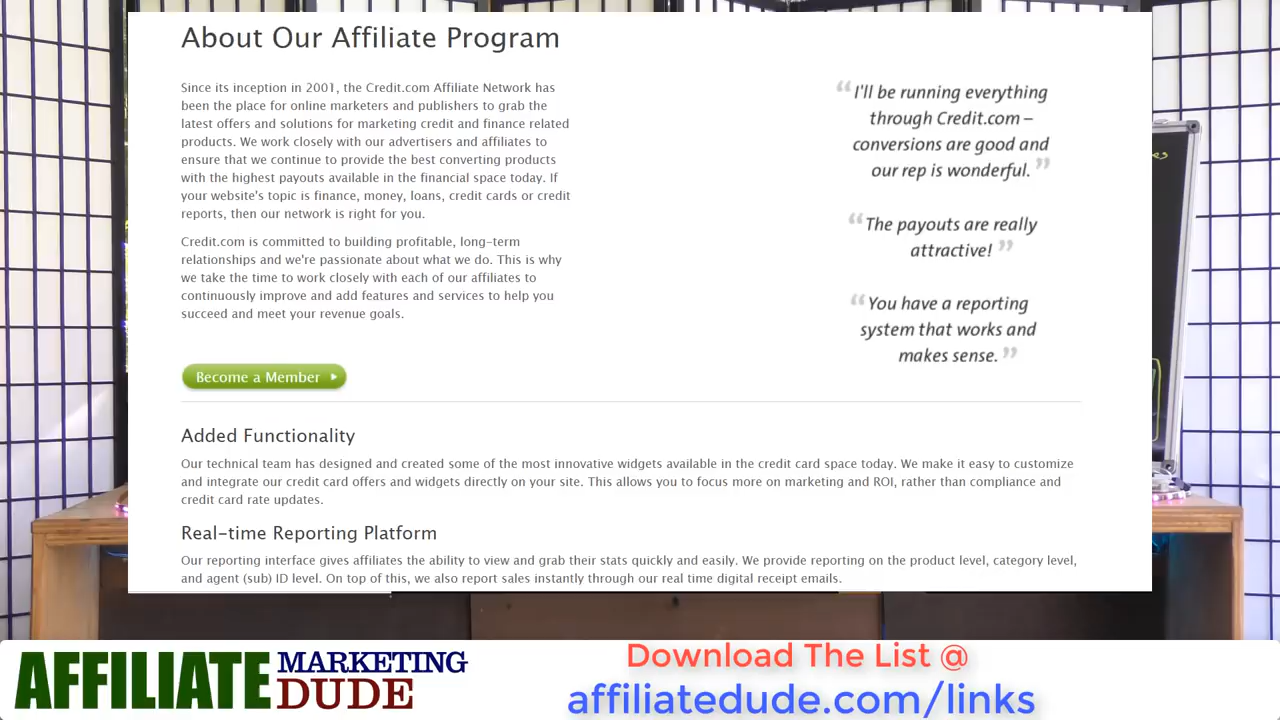 About Our Affiliate Program
Since its inception in 2001, the Credit.com Affiliate Network has
been the place for online marketers and publishers to grab the
latest offers and solutions for marketing credit and finance related
products. We work closely with our advertisers and affiliates to
ensure that we continue to provide the best converting products
with the highest payouts available in the financial space today. If
your website's topic is finance, money, loans, credit cards or credit
reports, then our network is right for you.
Credit.com is committed to building profitable, long-term
relationships and we're passionate about what we do. This is why
we take the time to work closely with each of our affiliates to
continuously improve and add features and services to help you
succeed and meet your revenue goals.
Become a Member
“I'll be running everything
through Credit.com –
conversions are good and
our rep is wonderful.”
“The payouts are really
attractive!”
“You have a reporting
system that works and
makes sense.”
Added Functionality
Our technical team has designed and created some of the most innovative widgets available in the credit card space today. We make it easy to customize
and integrate our credit card offers and widgets directly on your site. This allows you to focus more on marketing and ROI, rather than compliance and
credit card rate updates.
Real-time Reporting Platform
Our reporting interface gives affiliates the ability to view and grab their stats quickly and easily. We provide reporting on the product level, category level,
and agent (sub) ID level. On top of this, we also report sales instantly through our real time digital receipt emails.
AFFILIATE MARKETING
DUDE
Download The List @
affiliatedude.com/links